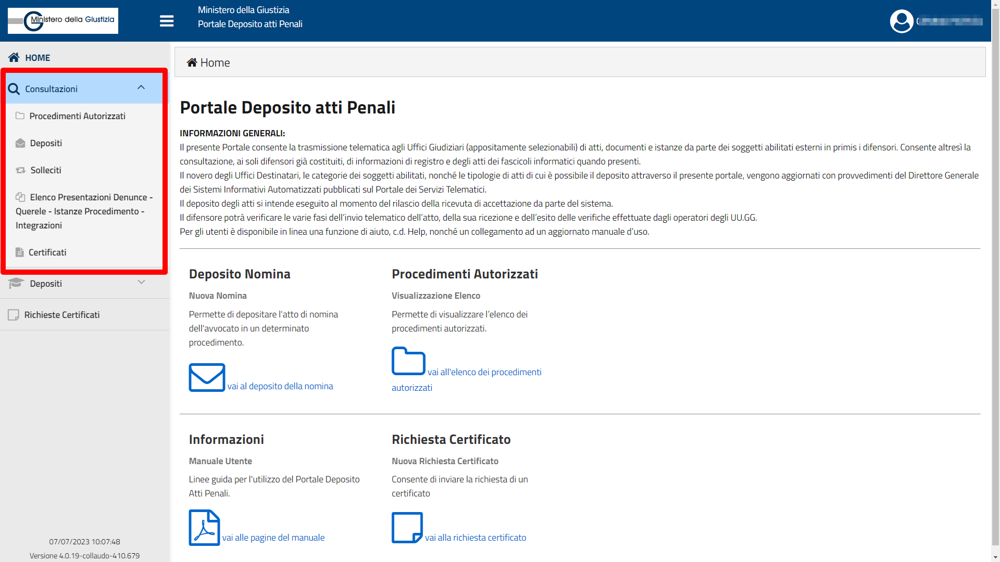 Ministero della Giustizia
Ministero della Giustizia
Portale Deposito atti Penali
HOME
Consultazioni
Procedimenti Autorizzati
Depositi
Solleciti
Elenco Presentazioni Denunce -
Querele - Istanze Procedimento -
Integrazioni
Certificati
Depositi
Richieste Certificati
07/07/2023 10:07:48
Versione 4.0.19-collaudo-410.679
Home
Portale Deposito atti Penali
INFORMAZIONI GENERALI:
Il presente Portale consente la trasmissione telematica agli Uffici Giudiziari (appositamente selezionabili) di atti, documenti e istanze da parte dei soggetti abilitati esterni in primis i difensori. Consente altresì la
consultazione, ai soli difensori già costituiti, di informazioni di registro e degli atti dei fascicoli informatici quando presenti.
Il novero degli Uffici Destinatari, le categorie dei soggetti abilitati, nonché le tipologie di atti di cui è possibile il deposito attraverso il presente portale, vengono aggiornati con provvedimenti del Direttore Generale
dei Sistemi Informativi Automatizzati pubblicati sul Portale dei Servizi Telematici.
Il deposito degli atti si intende eseguito al momento del rilascio della ricevuta di accettazione da parte del sistema.
Il difensore potrà verificare le varie fasi dell’invio telematico dell’atto, della sua ricezione e dell’esito delle verifiche effettuate dagli operatori degli UU.GG.
Per gli utenti è disponibile in linea una funzione di aiuto, c.d. Help, nonché un collegamento ad un aggiornato manuale d’uso.
Deposito Nomina
Nuova Nomina
Permette di depositare l'atto di nomina
dell'avvocato in un determinato
procedimento.
vai al deposito della nomina
Procedimenti Autorizzati
Visualizzazione Elenco
Permette di visualizzare l’elenco dei
procedimenti autorizzati.
vai all'elenco dei procedimenti
autorizzati
Informazioni
Manuale Utente
Linee guida per l'utilizzo del Portale Deposito
Atti Penali.
vai alle pagine del manuale
Richiesta Certificato
Nuova Richiesta Certificato
Consente di inviare la richiesta di un
certificato
vai alla richiesta certificato